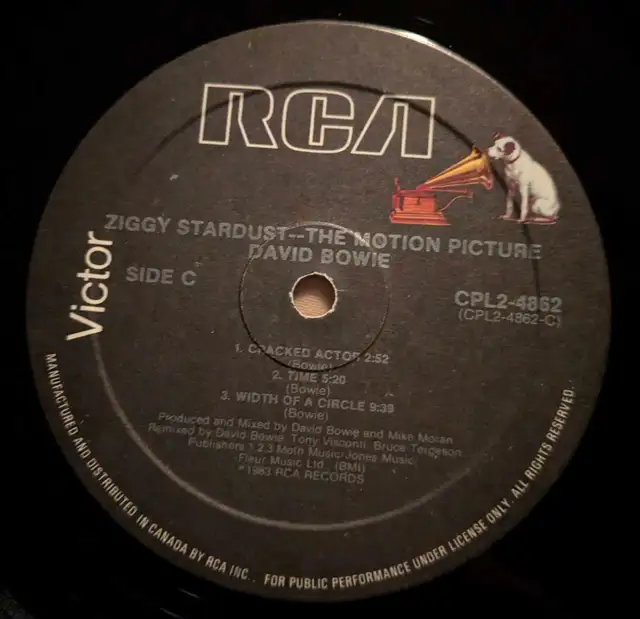 RCA
Victor
ZIGGY STARDUST--THE MOTION PICTURE
DAVID BOWIE
SIDE C
CPL2-4862
(CPL2-4862-C)
1. CRACKED ACTOR 2:52
(Bowie)
2. TIME 5:20
(Bowie)
3. WIDTH OF A CIRCLE 9:39
(Bowie)
Produced and Mixed by David Bowie and Mike Moran
Remixed by David Bowie, Tony Visconti, Bruce Tergeson
Publishers 1,2,3 Moth Music/Jones Music/
Fleur Music Ltd. (BMI)
℗1983 RCA RECORDS
MANUFACTURED AND DISTRIBUTED IN CANADA BY RCA INC.. FOR PUBLIC PERFORMANCE UNDER LICENSE ONLY. ALL RIGHTS RESERVED.